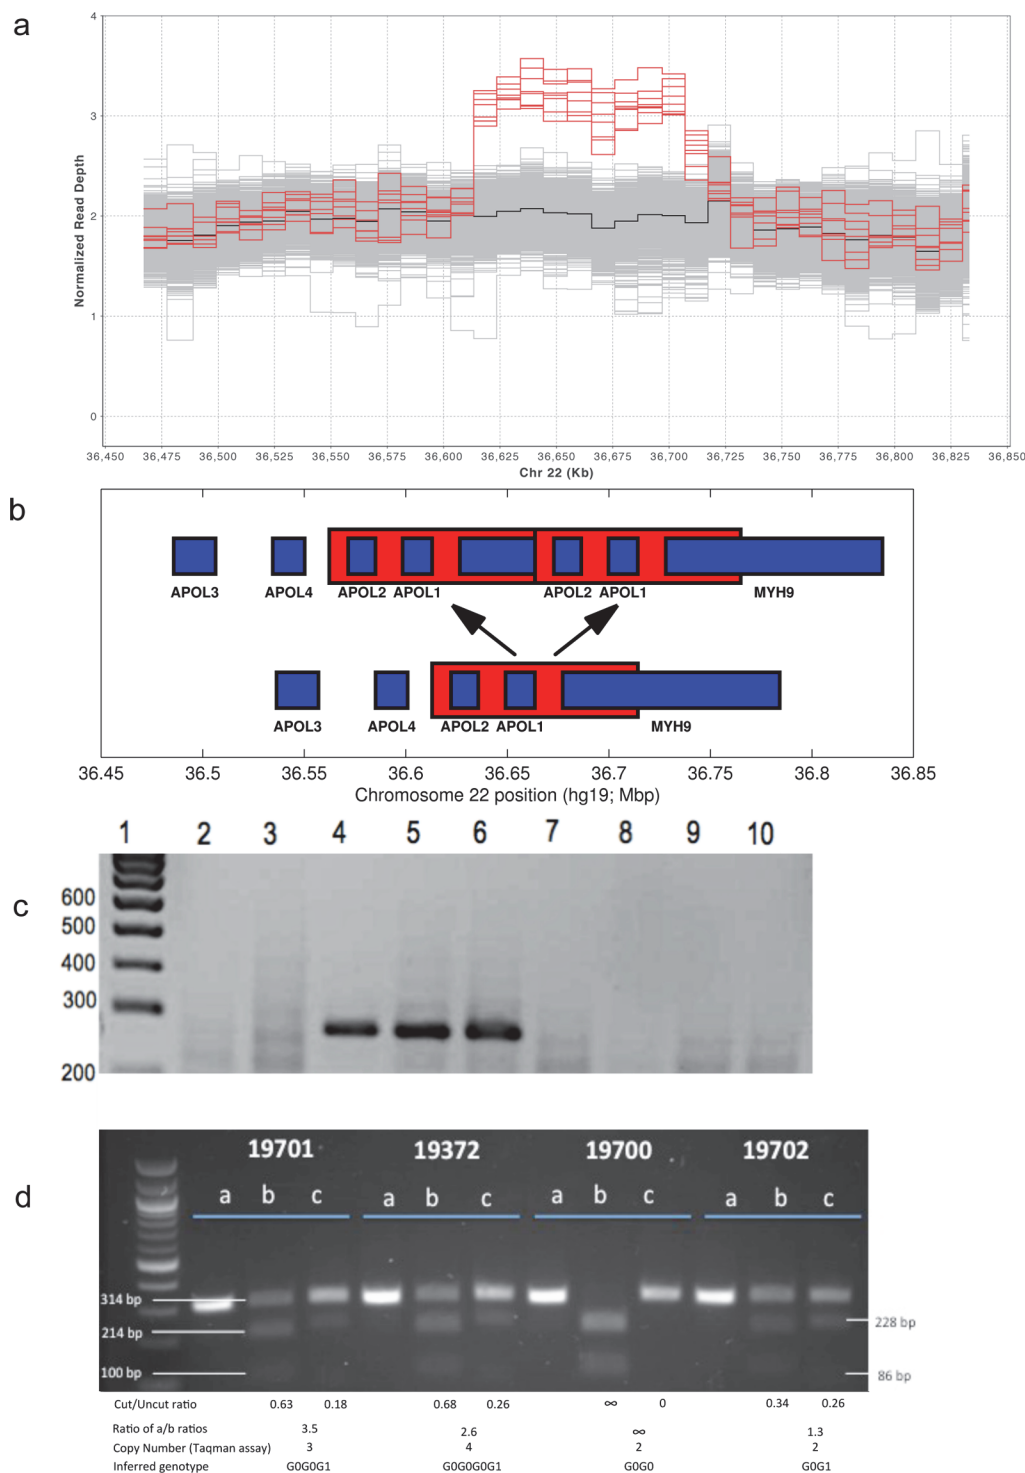 a
4
3
2
1
0
Normalized Read Depth
36,450 36,475 36,500 36,525 36,550 36,575 36,600 36,625 36,650 36,675 36,700 36,725 36,750 36,775 36,800 36,825 36,850
Chr 22 (Kb)
b
APOL3 APOL4 APOL2 APOL1 APOL2 APOL1 MYH9
APOL3 APOL4 APOL2 APOL1 MYH9
36.45 36.5 36.55 36.6 36.65 36.7 36.75 36.8 36.85
Chromosome 22 position (hg19; Mbp)
1 2 3 4 5 6 7 8 9 10
c
600
500
400
300
200
d
19701 19372 19700 19702
a b c a b c a b c a b c
314 bp
228 bp
214 bp
100 bp 86 bp
Cut/Uncut ratio 0.63 0.18 0.68 0.26 ∞ 0 0.34 0.26
Ratio of a/b ratios 3.5 2.6 ∞ 1.3
Copy Number (Taqman assay) 3 4 2 2
Inferred genotype G0G0G1 G0G0G0G1 G0G0 G0G1